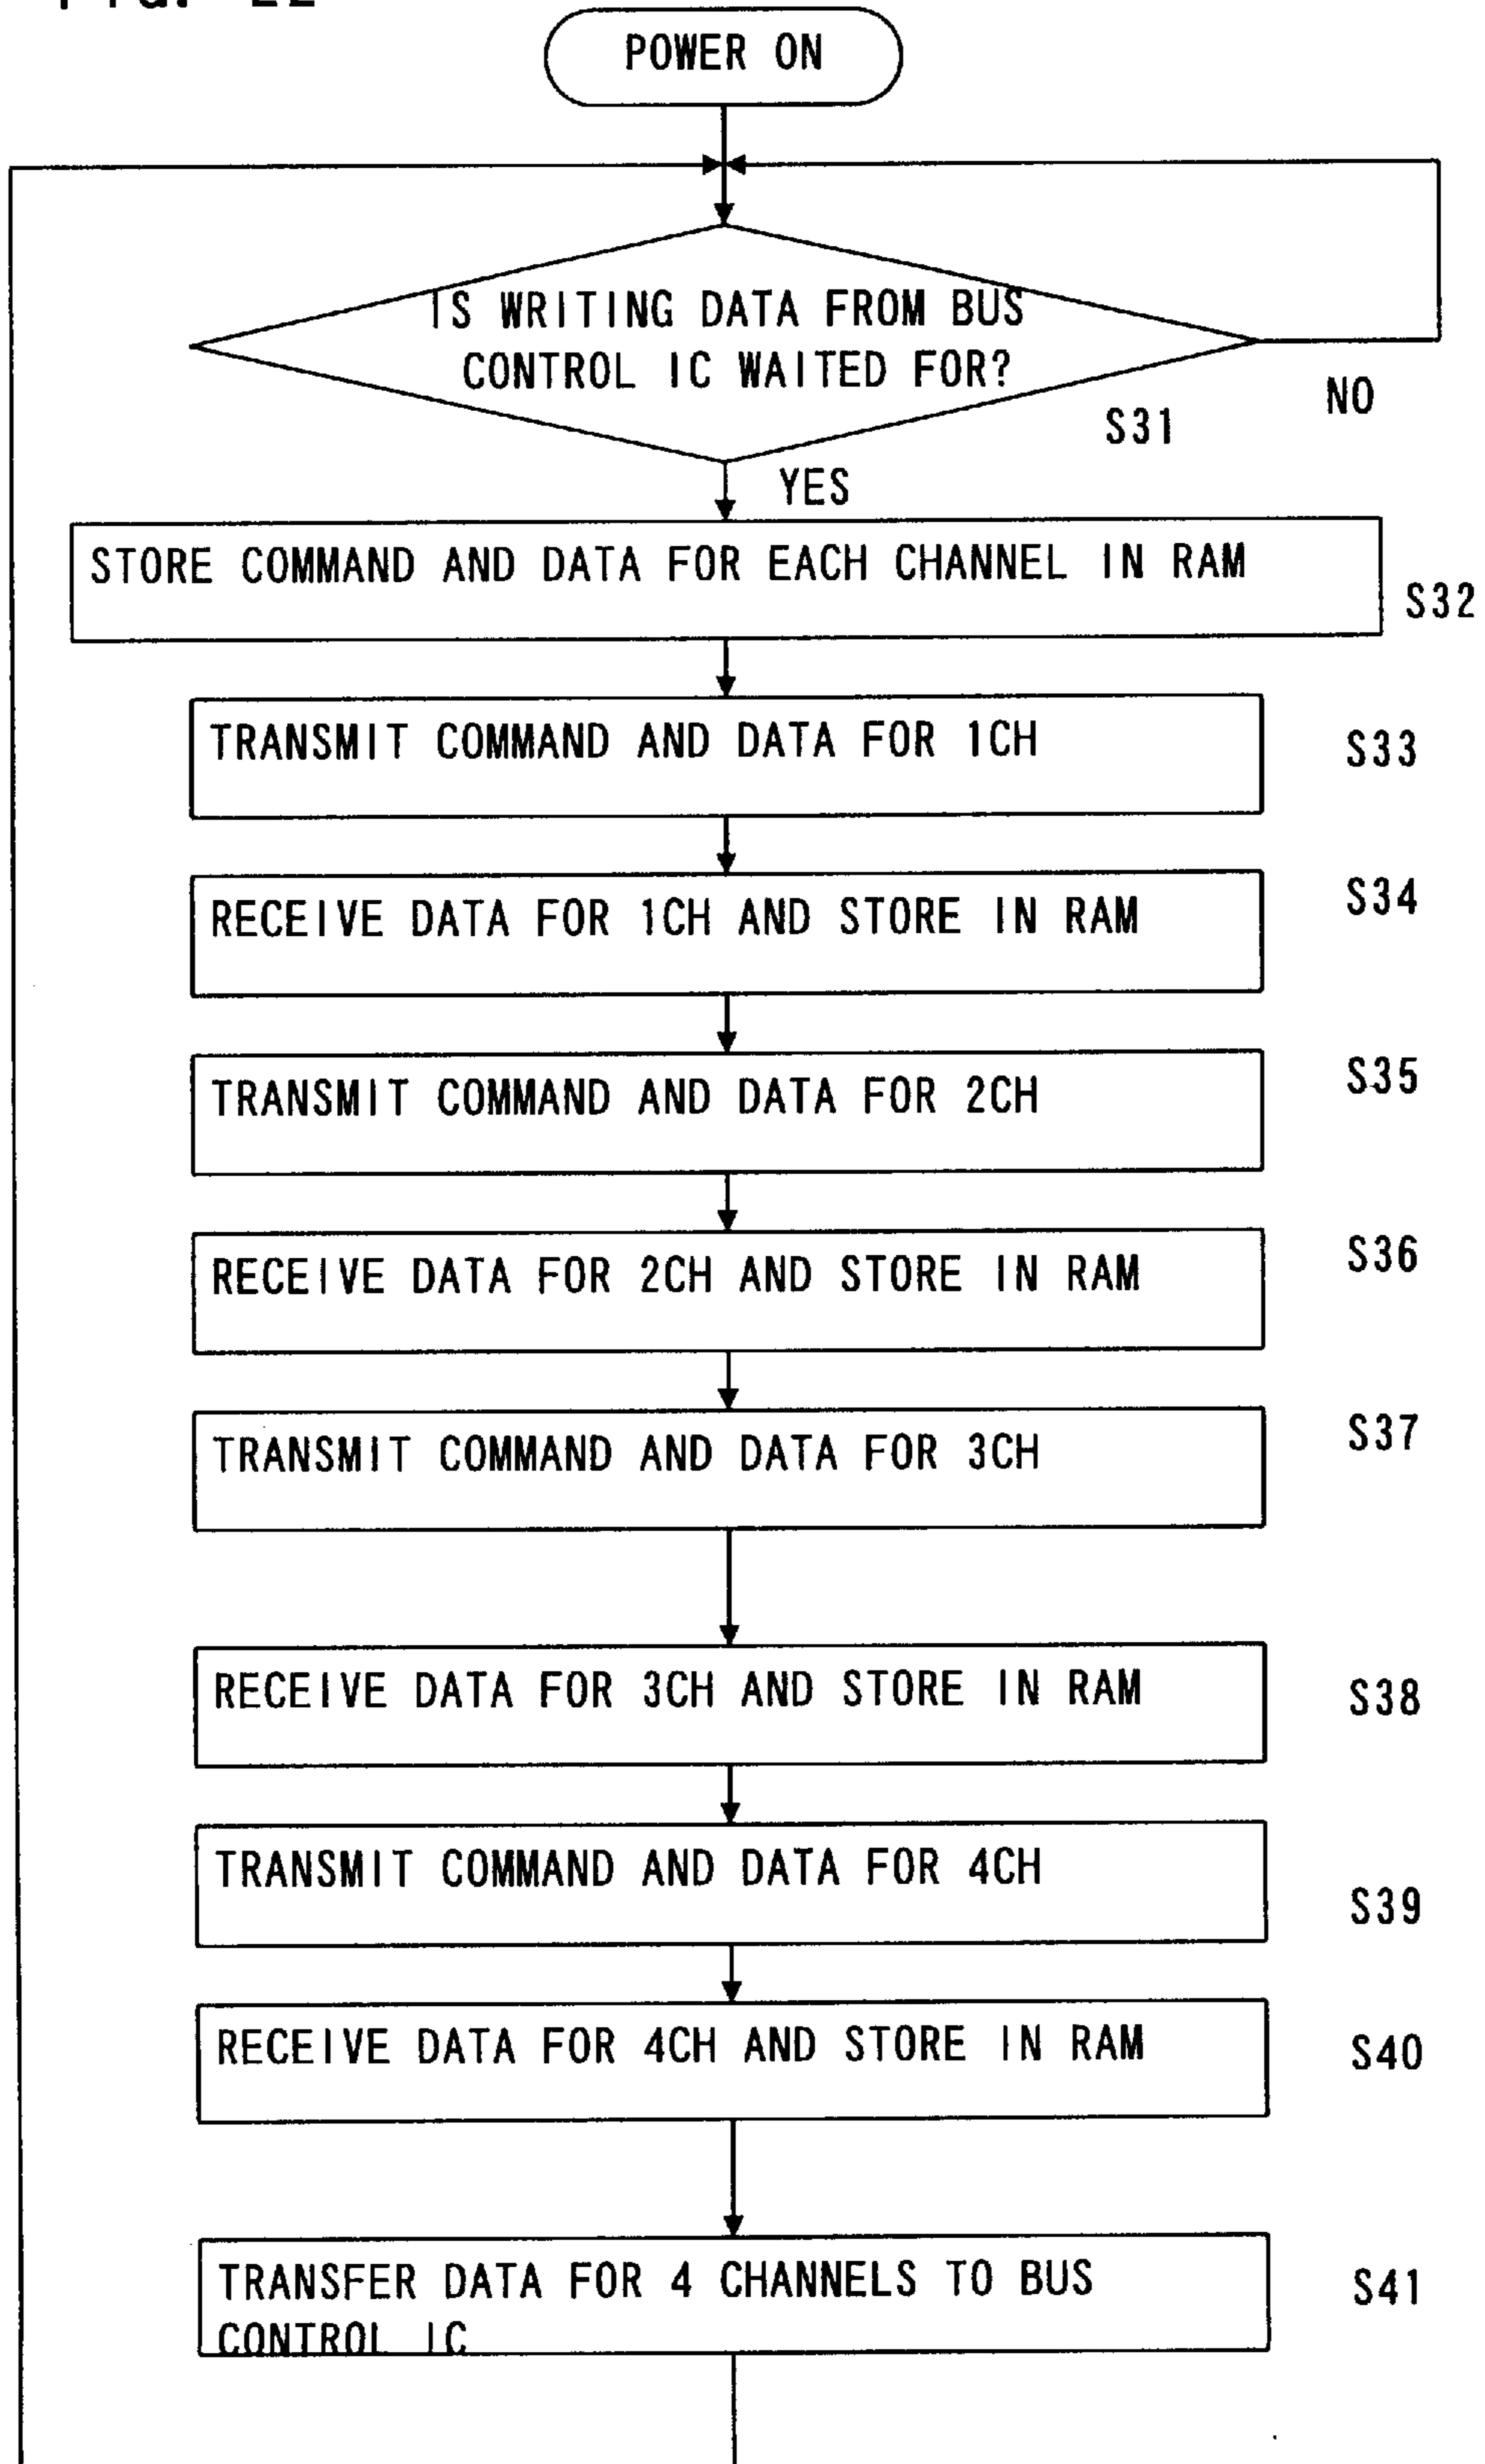 POWER ON
IS WRITING DATA FROM BUS
CONTROL IC WAITED FOR?
S31
NO
YES
STORE COMMAND AND DATA FOR EACH CHANNEL IN RAM
S32
TRANSMIT COMMAND AND DATA FOR 1CH
S33
RECEIVE DATA FOR 1CH AND STORE IN RAM
S34
TRANSMIT COMMAND AND DATA FOR 2CH
S35
RECEIVE DATA FOR 2CH AND STORE IN RAM
S36
TRANSMIT COMMAND AND DATA FOR 3CH
S37
RECEIVE DATA FOR 3CH AND STORE IN RAM
S38
TRANSMIT COMMAND AND DATA FOR 4CH
S39
RECEIVE DATA FOR 4CH AND STORE IN RAM
S40
TRANSFER DATA FOR 4 CHANNELS TO BUS
CONTROL IC
S41